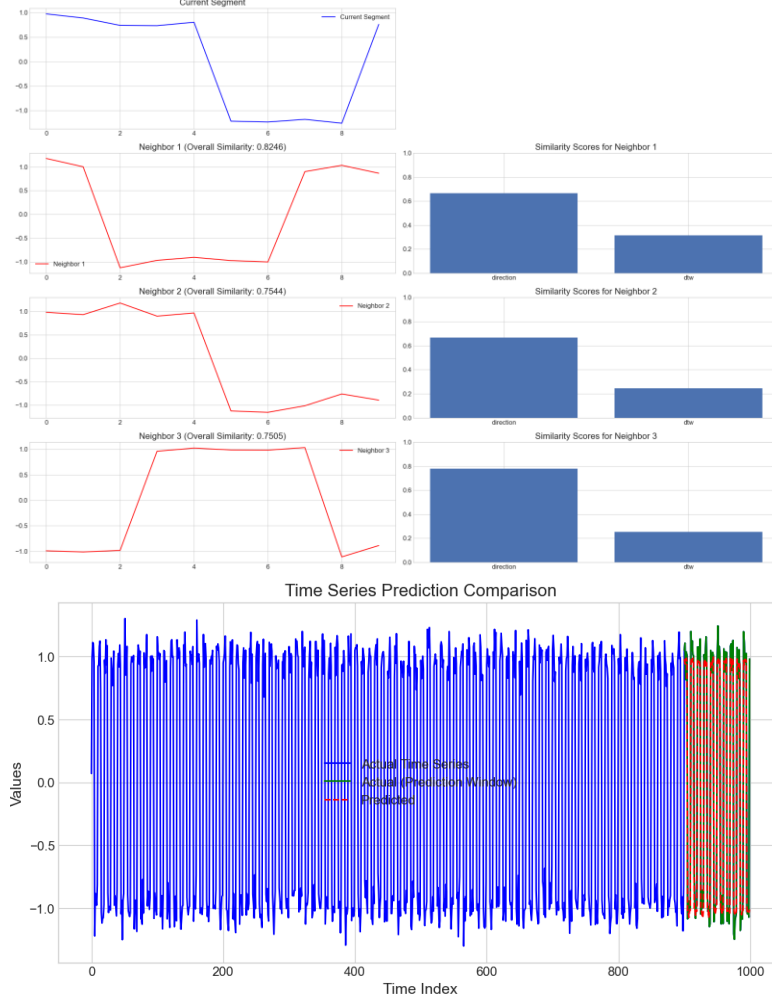 Current Segment
Current Segment
1.0
0.5
0.0
−0.5
−1.0
0 2 4 6 8
Neighbor 1 (Overall Similarity: 0.8246)
1.0
0.5
0.0
−0.5
−1.0
Neighbor 1
0 2 4 6 8
Similarity Scores for Neighbor 1
1.0
0.8
0.6
0.4
0.2
0.0
direction dtw
Neighbor 2 (Overall Similarity: 0.7544)
Neighbor 2
1.0
0.5
0.0
−0.5
−1.0
0 2 4 6 8
Similarity Scores for Neighbor 2
1.0
0.8
0.6
0.4
0.2
0.0
direction dtw
Neighbor 3 (Overall Similarity: 0.7505)
Neighbor 3
1.0
0.5
0.0
−0.5
−1.0
0 2 4 6 8
Similarity Scores for Neighbor 3
1.0
0.8
0.6
0.4
0.2
0.0
direction dtw
Time Series Prediction Comparison
Values
1.0
0.5
0.0
−0.5
−1.0
Actual Time Series
Actual (Prediction Window)
Predicted
0 200 400 600 800 1000
Time Index